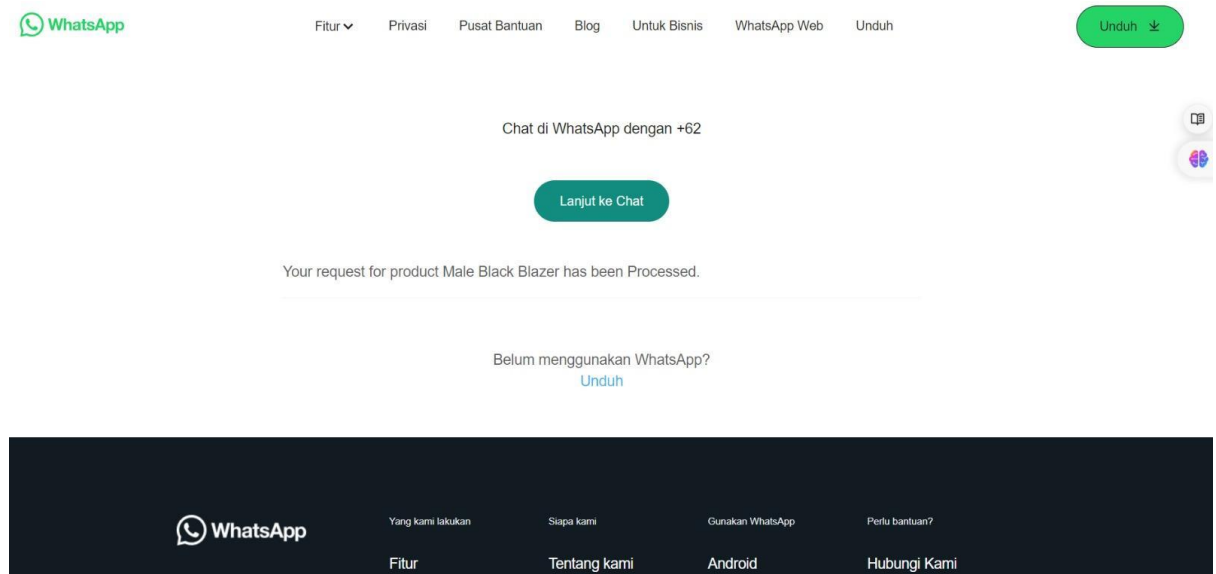 WhatsApp
Fitur
Privasi
Pusat Bantuan
Blog
Untuk Bisnis
WhatsApp Web
Unduh
Unduh
Chat di WhatsApp dengan +62
Lanjut ke Chat
Your request for product Male Black Blazer has been Processed.
Belum menggunakan WhatsApp?
Unduh
WhatsApp
Yang kami lakukan
Siapa kami
Gunakan WhatsApp
Perlu bantuan?
Fitur
Tentang kami
Android
Hubungi Kami